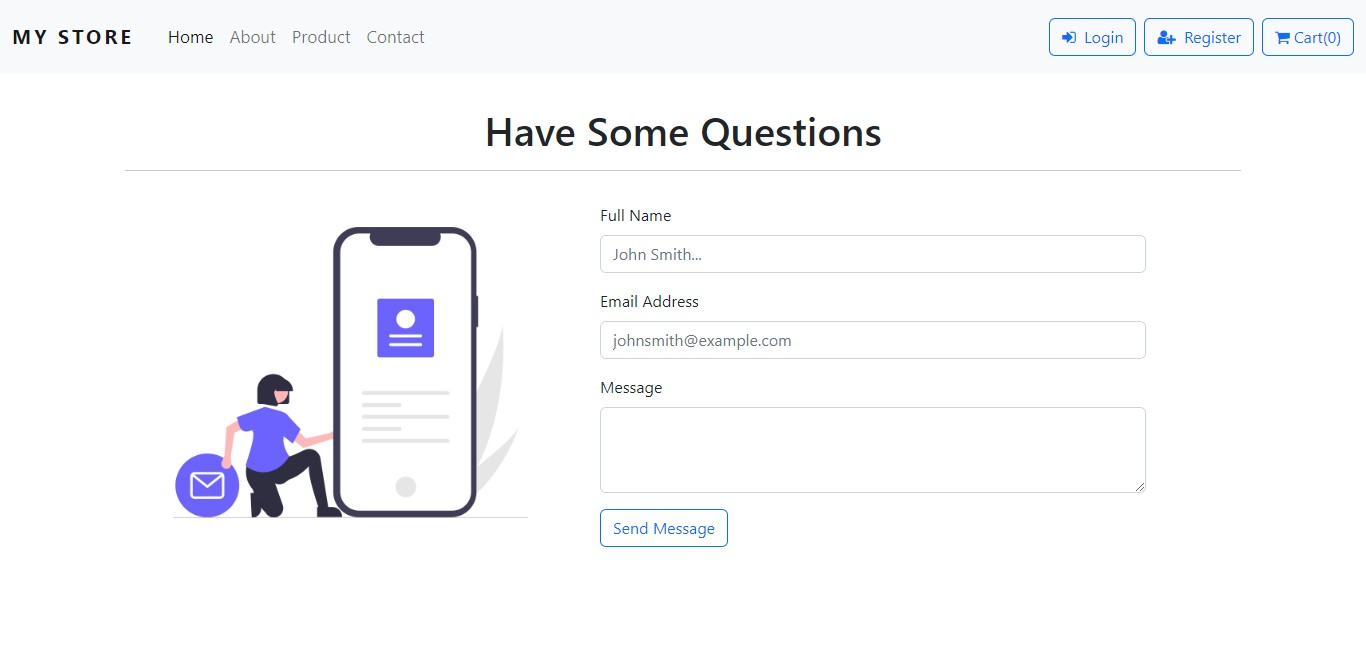 MY STORE Home About Product Contact Login Register Cart(0)
Have Some Questions
Full Name
John Smith...
Email Address
johnsmith@example.com
Message
Send Message